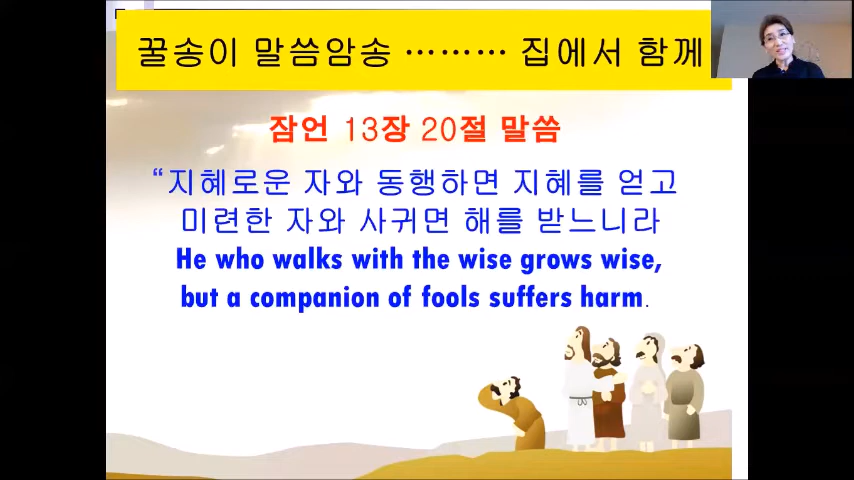 꿀송이 말씀암송 ········· 집에서 함께
잠언 13장 20절 말씀
“지혜로운 자와 동행하면 지혜를 얻고
미련한 자와 사귀면 해를 받느니라
He who walks with the wise grows wise,
but a companion of fools suffers harm.